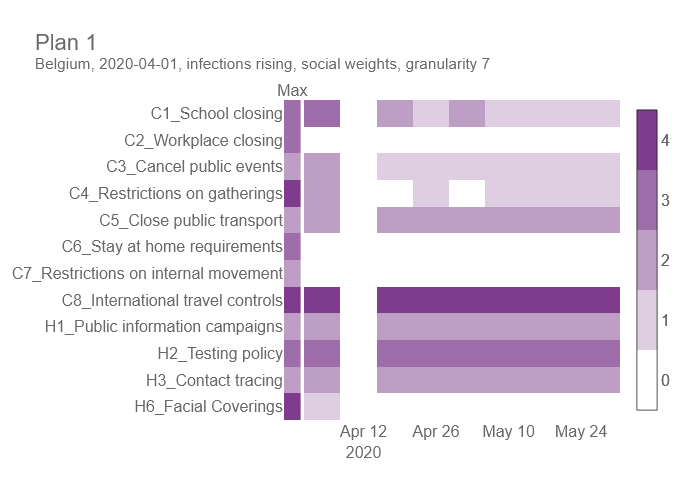 Plan 1
Belgium, 2020-04-01, infections rising, social weights, granularity 7
Max
C1_School closing
C2_Workplace closing
C3_Cancel public events
C4_Restrictions on gatherings
C5_Close public transport
C6_Stay at home requirements
C7_Restrictions on internal movement
C8_International travel controls
H1_Public information campaigns
H2_Testing policy
H3_Contact tracing
H6_Facial Coverings
Apr 12 Apr 26 May 10 May 24
2020
4
3
2
1
0